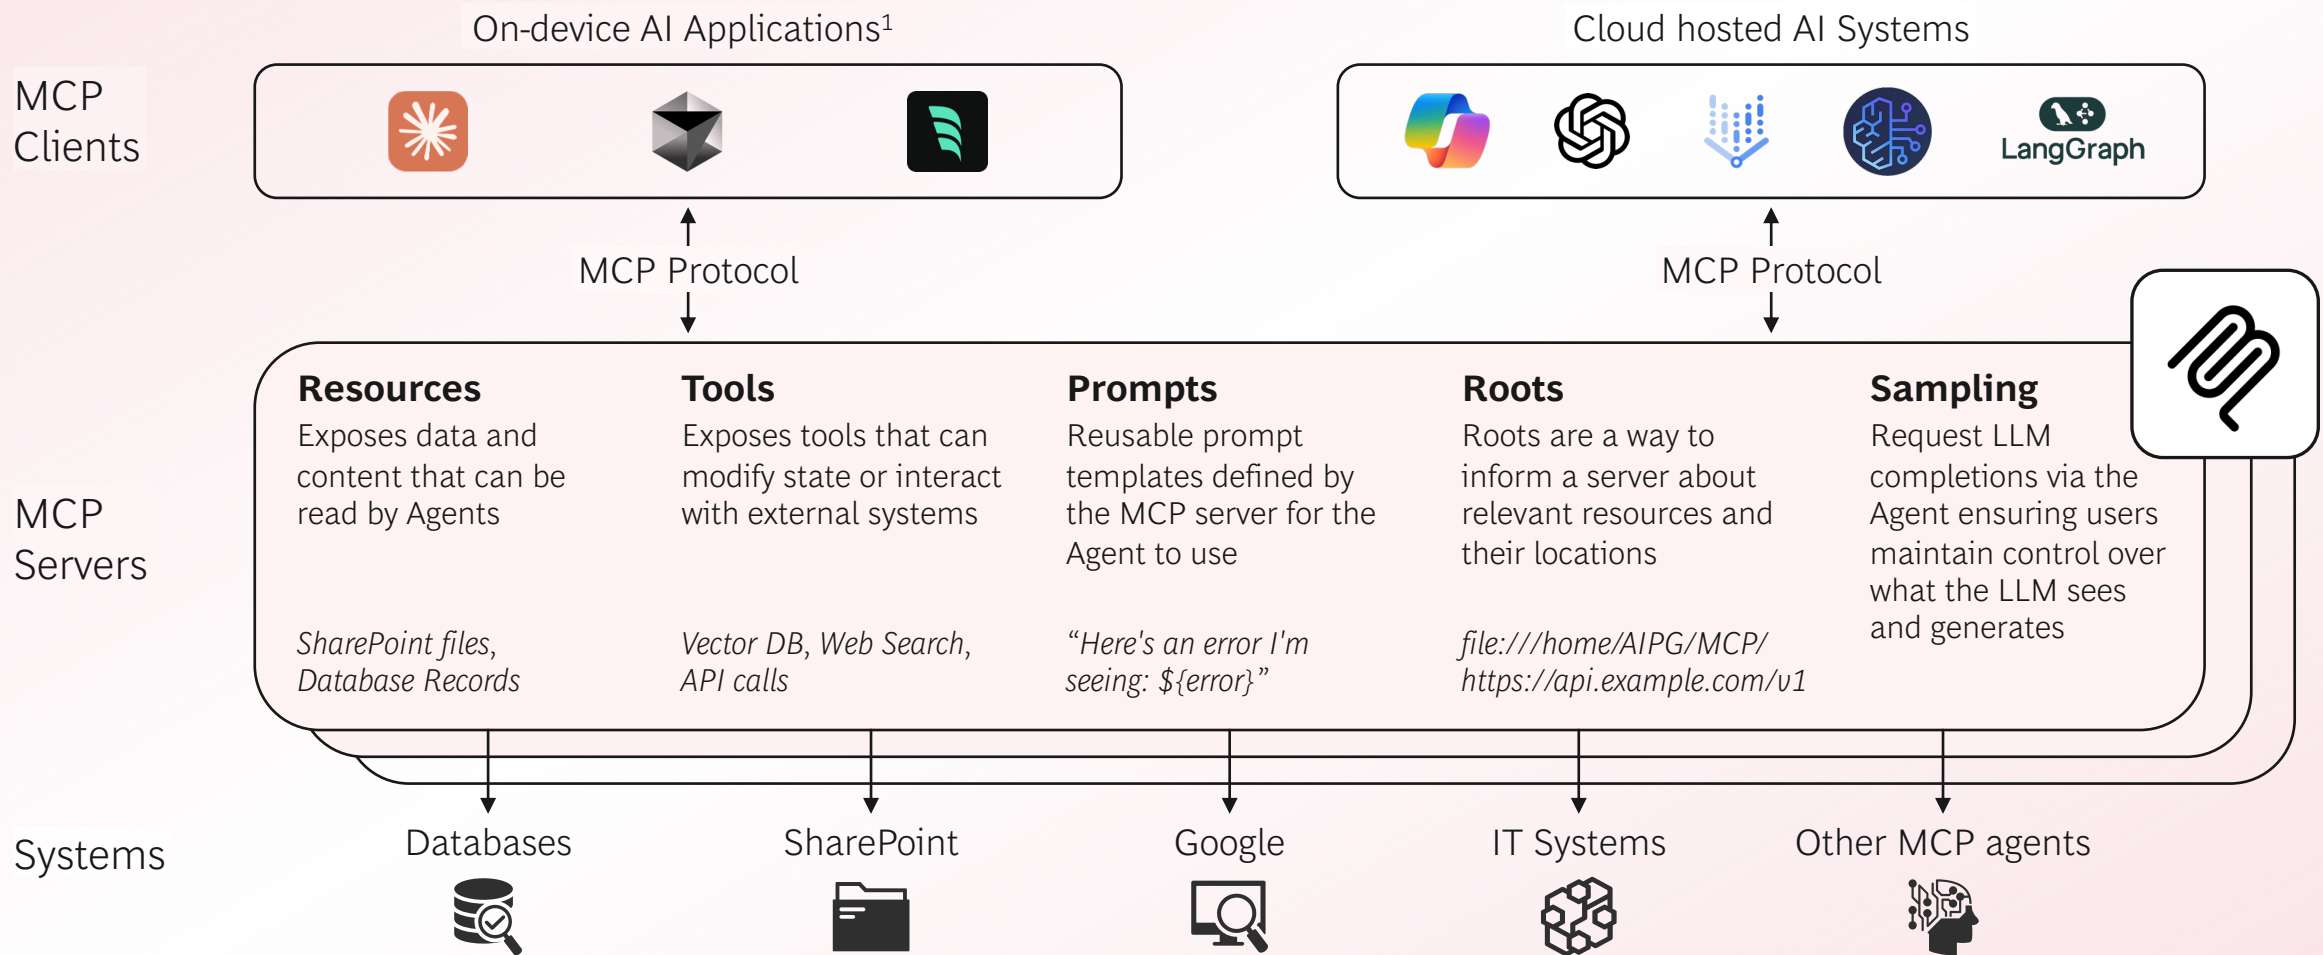 On-device AI Applications¹
Cloud hosted AI Systems
MCP
Clients
LangGraph
MCP Protocol
MCP Protocol
MCP
Servers
Resources
Exposes data and
content that can be
read by Agents
SharePoint files,
Database Records
Tools
Exposes tools that can
modify state or interact
with external systems
Vector DB, Web Search,
API calls
Prompts
Reusable prompt
templates defined by
the MCP server for the
Agent to use
“Here's an error I'm
seeing: ${error}”
Roots
Roots are a way to
inform a server about
relevant resources and
their locations
file:///home/AIPG/MCP/
https://api.example.com/v1
Sampling
Request LLM
completions via the
Agent ensuring users
maintain control over
what the LLM sees
and generates
Systems
Databases
SharePoint
Google
IT Systems
Other MCP agents